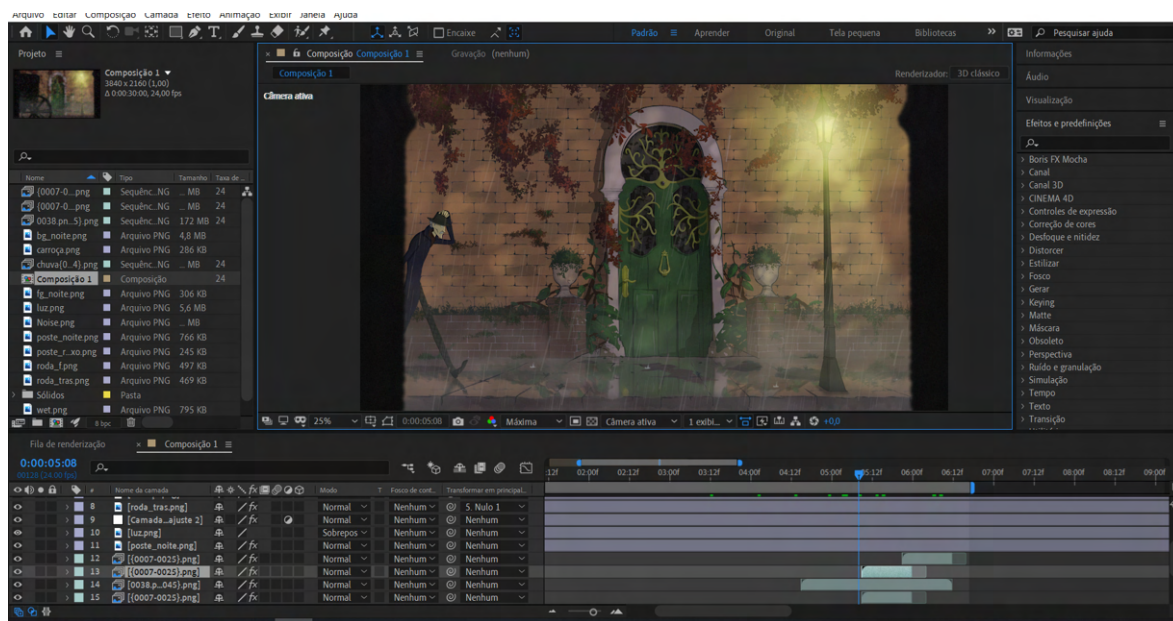 Arquivo Editar Composição Camada Efeito Animação Exibir Janela Ajuda
Encaixe Padrão Aprender Original Tela pequena Bibliotecas Pesquisar ajuda
Projeto
Composição 1
3840 x 2160 (1,00)
Δ 0:00:30:00, 24,00 fps
Nome Tipo Tamanho Taxa de ...
{0007-0...png Sequênc..NG ... MB 24
{0007-0...png Sequênc..NG ... MB 24
0038.pn...5}.png Sequênc..NG 172 MB 24
bg_noite.png Arquivo PNG 4,8 MB
carroça.png Arquivo PNG 286 KB
chuva{0...4}.png Sequênc..NG ... MB 24
Composição 1 Composição 24
fg_noite.png Arquivo PNG 306 KB
luz.png Arquivo PNG 5,6 MB
Noise.png Arquivo PNG ... MB
poste_noite.png Arquivo PNG 766 KB
poste_r...xo.png Arquivo PNG 245 KB
roda_f.png Arquivo PNG 497 KB
roda_tras.png Arquivo PNG 469 KB
Sólidos Pasta
wet.png Arquivo PNG 795 KB
8 bpc
Composição Composição 1 Gravação (nenhum)
Composição 1 Renderizador: 3D clássico
Câmera ativa
25% 0:00:05:08 Máxima Câmera ativa 1 exibi... +0,0
Informações
Áudio
Visualização
Efeitos e predefinições
Boris FX Mocha
Canal
Canal 3D
CINEMA 4D
Controles de expressão
Correção de cores
Desfoque e nitidez
Distorcer
Estilizar
Fosco
Gerar
Keying
Matte
Máscara
Obsoleto
Perspectiva
Ruído e granulação
Simulação
Tempo
Texto
Transição
Fila de renderização Composição 1
0:00:05:08
00128 (24.00 fps)
:12f 02:00f 02:12f 03:00f 03:12f 04:00f 04:12f 05:00f 05:12f 06:00f 06:12f 07:00f 07:12f 08:00f 08:12f 09:00f
# Nome da camada Modo T Fosco de cont... Transformar em principal...
8 [roda_tras.png] Normal Nenhum 5. Nulo 1
9 [Camada...ajuste 2] Normal Nenhum Nenhum
10 [luz.png] Sobrepos Nenhum Nenhum
11 [poste_noite.png] Normal Nenhum Nenhum
12 [{0007-0025}.png] Normal Nenhum Nenhum
13 [{0007-0025}.png] Normal Nenhum Nenhum
14 [0038.p...045}.png] Normal Nenhum Nenhum
15 [{0007-0025}.png] Normal Nenhum Nenhum